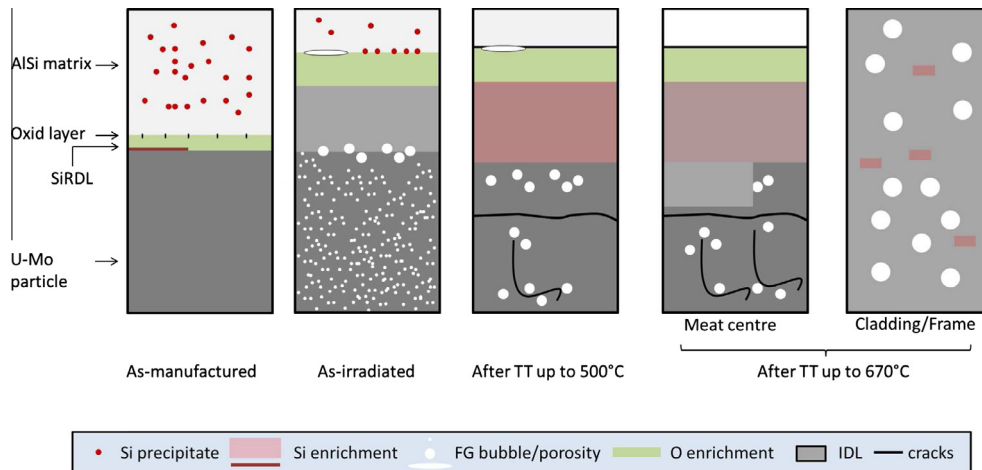 AlSi matrix
Oxid layer
SiRDL
U-Mo
particle
Meat centre
Cladding/Frame
As-manufactured
As-irradiated
After TT up to 500°C
After TT up to 670°C
Si precipitate
Si enrichment
FG bubble/porosity
O enrichment
IDL
cracks